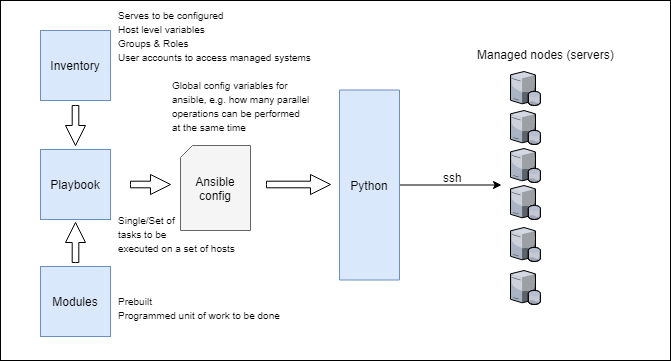 Serves to be configured
Host level variables
Groups & Roles
User accounts to access managed systems
Inventory
Managed nodes (servers)
Global config variables for
ansible, e.g. how many parallel
operations can be performed
at the same time
Playbook
Ansible
config
Python
ssh
Single/Set of
tasks to be
executed on a set of hosts
Modules
Prebuilt
Programmed unit of work to be done